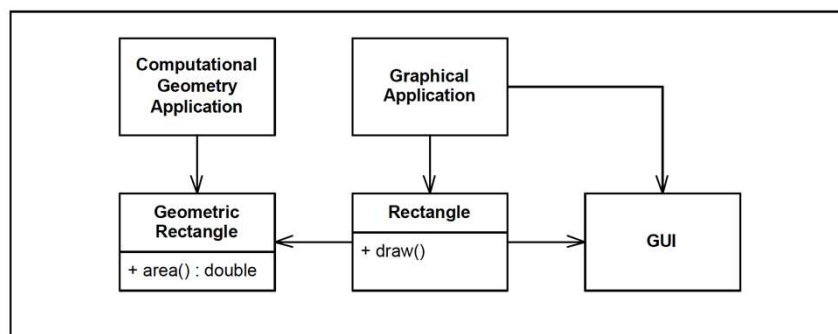 Computational
Geometry
Application
Graphical
Application
Geometric
Rectangle
+ area() : double
Rectangle
+ draw()
GUI